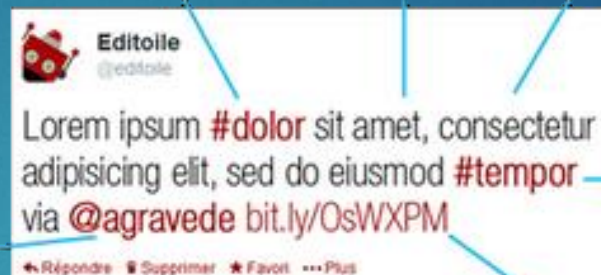 Editoile
@editoile
Lorem ipsum #dolor sit amet, consectetur
adipisicing elit, sed do eiusmod #tempor
via @agravede bit.ly/OsWXPM
Répondre Supprimer Favori Plus